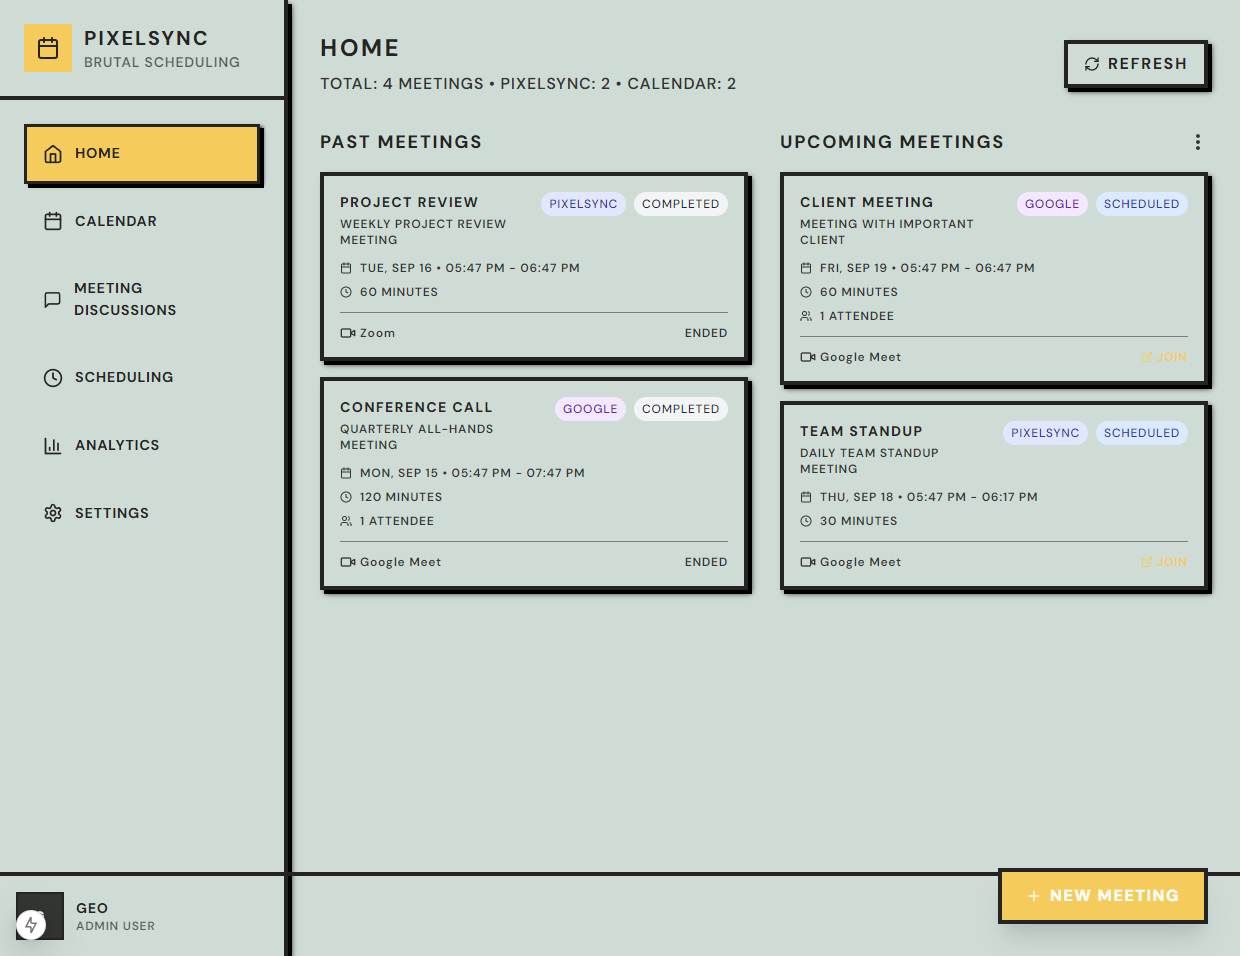 PIXELSYNC
BRUTAL SCHEDULING
HOME
CALENDAR
MEETING
DISCUSSIONS
SCHEDULING
ANALYTICS
SETTINGS
GEO
ADMIN USER
HOME
TOTAL: 4 MEETINGS • PIXELSYNC: 2 • CALENDAR: 2
REFRESH
PAST MEETINGS
PROJECT REVIEW
PIXELSYNC
COMPLETED
WEEKLY PROJECT REVIEW
MEETING
TUE, SEP 16 • 05:47 PM - 06:47 PM
60 MINUTES
Zoom
ENDED
CONFERENCE CALL
GOOGLE
COMPLETED
QUARTERLY ALL-HANDS
MEETING
MON, SEP 15 • 05:47 PM - 07:47 PM
120 MINUTES
1 ATTENDEE
Google Meet
ENDED
UPCOMING MEETINGS
CLIENT MEETING
GOOGLE
SCHEDULED
MEETING WITH IMPORTANT
CLIENT
FRI, SEP 19 • 05:47 PM - 06:47 PM
60 MINUTES
1 ATTENDEE
Google Meet
JOIN
TEAM STANDUP
PIXELSYNC
SCHEDULED
DAILY TEAM STANDUP
MEETING
THU, SEP 18 • 05:47 PM - 06:17 PM
30 MINUTES
Google Meet
JOIN
NEW MEETING